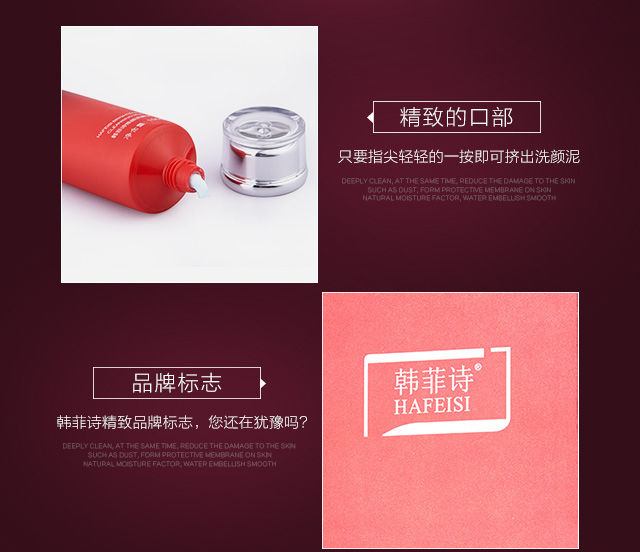 精致的口部
只要指尖轻轻的一按即可挤出洗颜泥
DEEPLY CLEAN, AT THE SAME TIME, REDUCE THE DAMAGE TO THE SKIN
SUCH AS DUST, FORM PROTECTIVE MEMBRANE ON SKIN
NATURAL MOISTURE FACTOR, WATER EMBELLISH SMOOTH
品牌标志
韩菲诗精致品牌标志，您还在犹豫吗?
DEEPLY CLEAN, AT THE SAME TIME, REDUCE THE DAMAGE TO THE SKIN
SUCH AS DUST, FORM PROTECTIVE MEMBRANE ON SKIN
NATURAL MOISTURE FACTOR, WATER EMBELLISH SMOOTH
韩菲诗®
HAFEISI